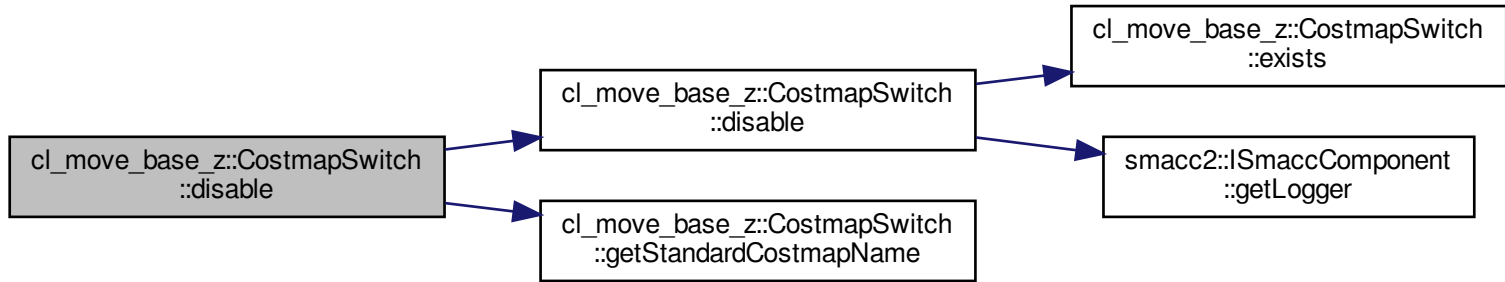 cl_move_base_z::CostmapSwitch
::disable
cl_move_base_z::CostmapSwitch
::disable
cl_move_base_z::CostmapSwitch
::getStandardCostmapName
cl_move_base_z::CostmapSwitch
::exists
smacc2::ISmaccComponent
::getLogger